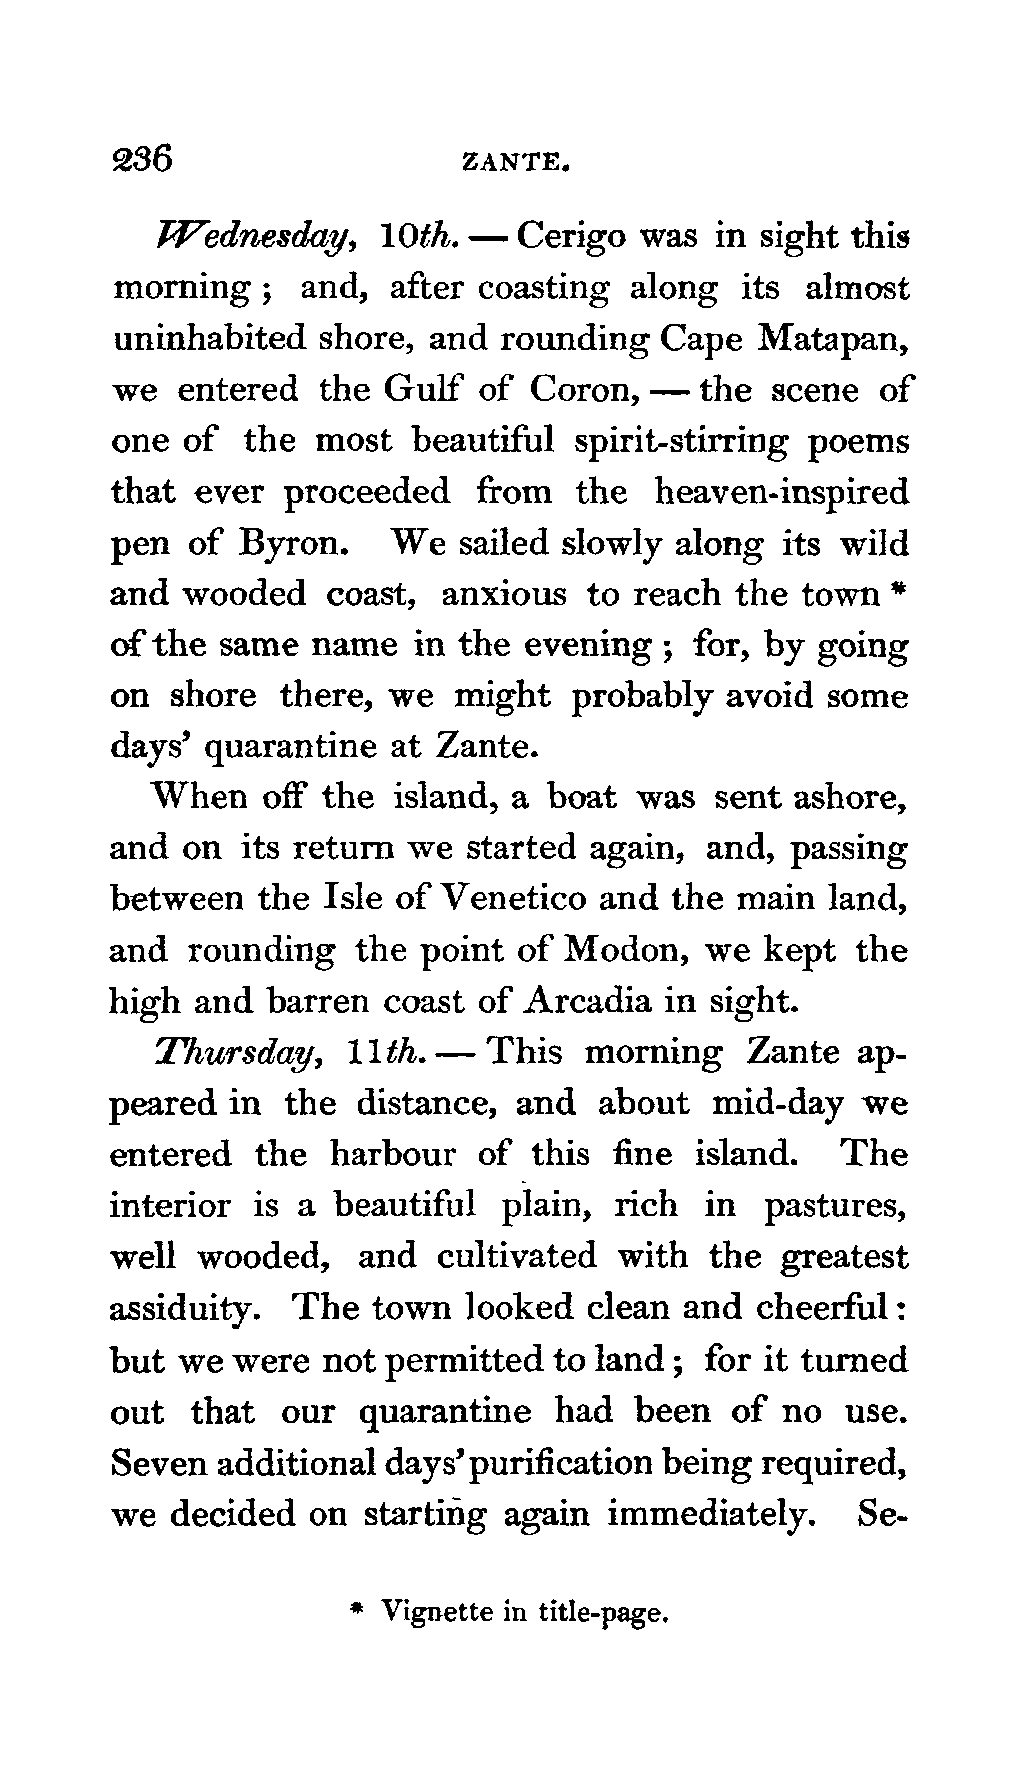 236 ZANTE.
Wednesday, 10th. — Cerigo was in sight this
morning ; and, after coasting along its almost
uninhabited shore, and rounding Cape Matapan,
we entered the Gulf of Coron, — the scene of
one of the most beautiful spirit-stirring poems
that ever proceeded from the heaven-inspired
pen of Byron. We sailed slowly along its wild
and wooded coast, anxious to reach the town *
of the same name in the evening ; for, by going
on shore there, we might probably avoid some
days’ quarantine at Zante.
When off the island, a boat was sent ashore,
and on its return we started again, and, passing
between the Isle of Venetico and the main land,
and rounding the point of Modon, we kept the
high and barren coast of Arcadia in sight.
Thursday, 11th. — This morning Zante ap-
peared in the distance, and about mid-day we
entered the harbour of this fine island. The
interior is a beautiful plain, rich in pastures,
well wooded, and cultivated with the greatest
assiduity. The town looked clean and cheerful :
but we were not permitted to land ; for it turned
out that our quarantine had been of no use.
Seven additional days’ purification being required,
we decided on starting again immediately. Se-
* Vignette in title-page.